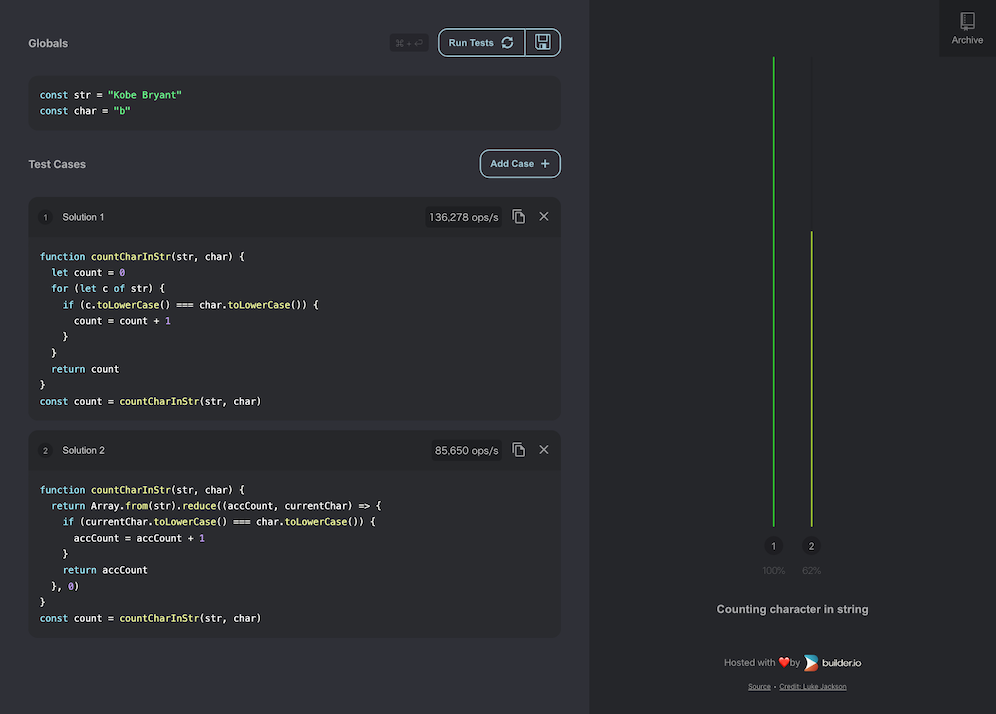 Archive
Globals
⌘ + ⏎
Run Tests
const str = "Kobe Bryant"
const char = "b"
Test Cases
Add Case +
1 Solution 1
136,278 ops/s
function countCharInStr(str, char) {
  let count = 0
  for (let c of str) {
    if (c.toLowerCase() === char.toLowerCase()) {
      count = count + 1
    }
  }
  return count
}
const count = countCharInStr(str, char)
2 Solution 2
85,650 ops/s
function countCharInStr(str, char) {
  return Array.from(str).reduce((accCount, currentChar) => {
    if (currentChar.toLowerCase() === char.toLowerCase()) {
      accCount = accCount + 1
    }
    return accCount
  }, 0)
}
const count = countCharInStr(str, char)
1 2
100% 62%
Counting character in string
Hosted with ❤️by builder.io
Source • Credit: Luke Jackson